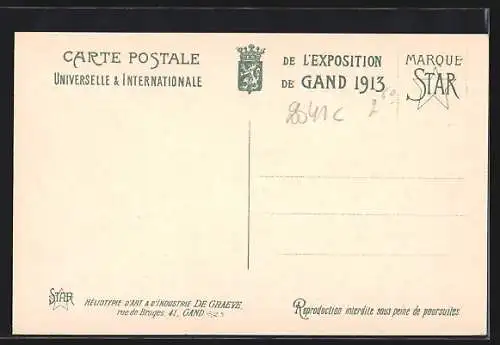 CARTE POSTALE
UNIVERSELLE & INTERNATIONALE
DE L'EXPOSITION
DE GAND 1913
MARQUE
STAR
STAR
HÉLIOTYPIE D'ART & D'INDUSTRIE DE GRAEVE,
rue de Bruges, 41, GAND
Reproduction interdite sous peine de poursuites